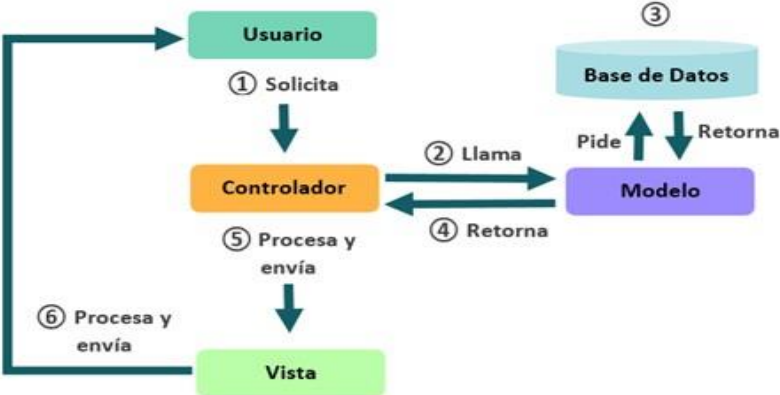 ③
Usuario
Base de Datos
① Solicita
Pide
Retorna
② Llama
Controlador
Modelo
④ Retorna
⑤ Procesa y
envía
⑥ Procesa y
envía
Vista